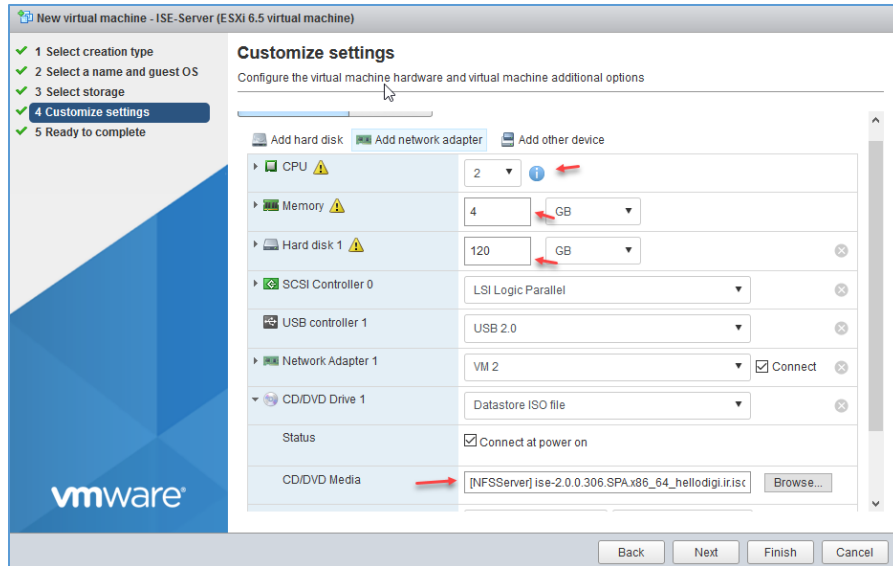 New virtual machine - ISE-Server (ESXi 6.5 virtual machine)
1 Select creation type
2 Select a name and guest OS
3 Select storage
4 Customize settings
5 Ready to complete
Customize settings
Configure the virtual machine hardware and virtual machine additional options
Add hard disk Add network adapter Add other device
CPU 2
Memory 4 GB
Hard disk 1 120 GB
SCSI Controller 0 LSI Logic Parallel
USB controller 1 USB 2.0
Network Adapter 1 VM 2 Connect
CD/DVD Drive 1 Datastore ISO file
Status Connect at power on
CD/DVD Media [NFSServer] ise-2.0.0.306.SPA.x86_64_hellodigi.ir.isc Browse...
vmware
Back Next Finish Cancel